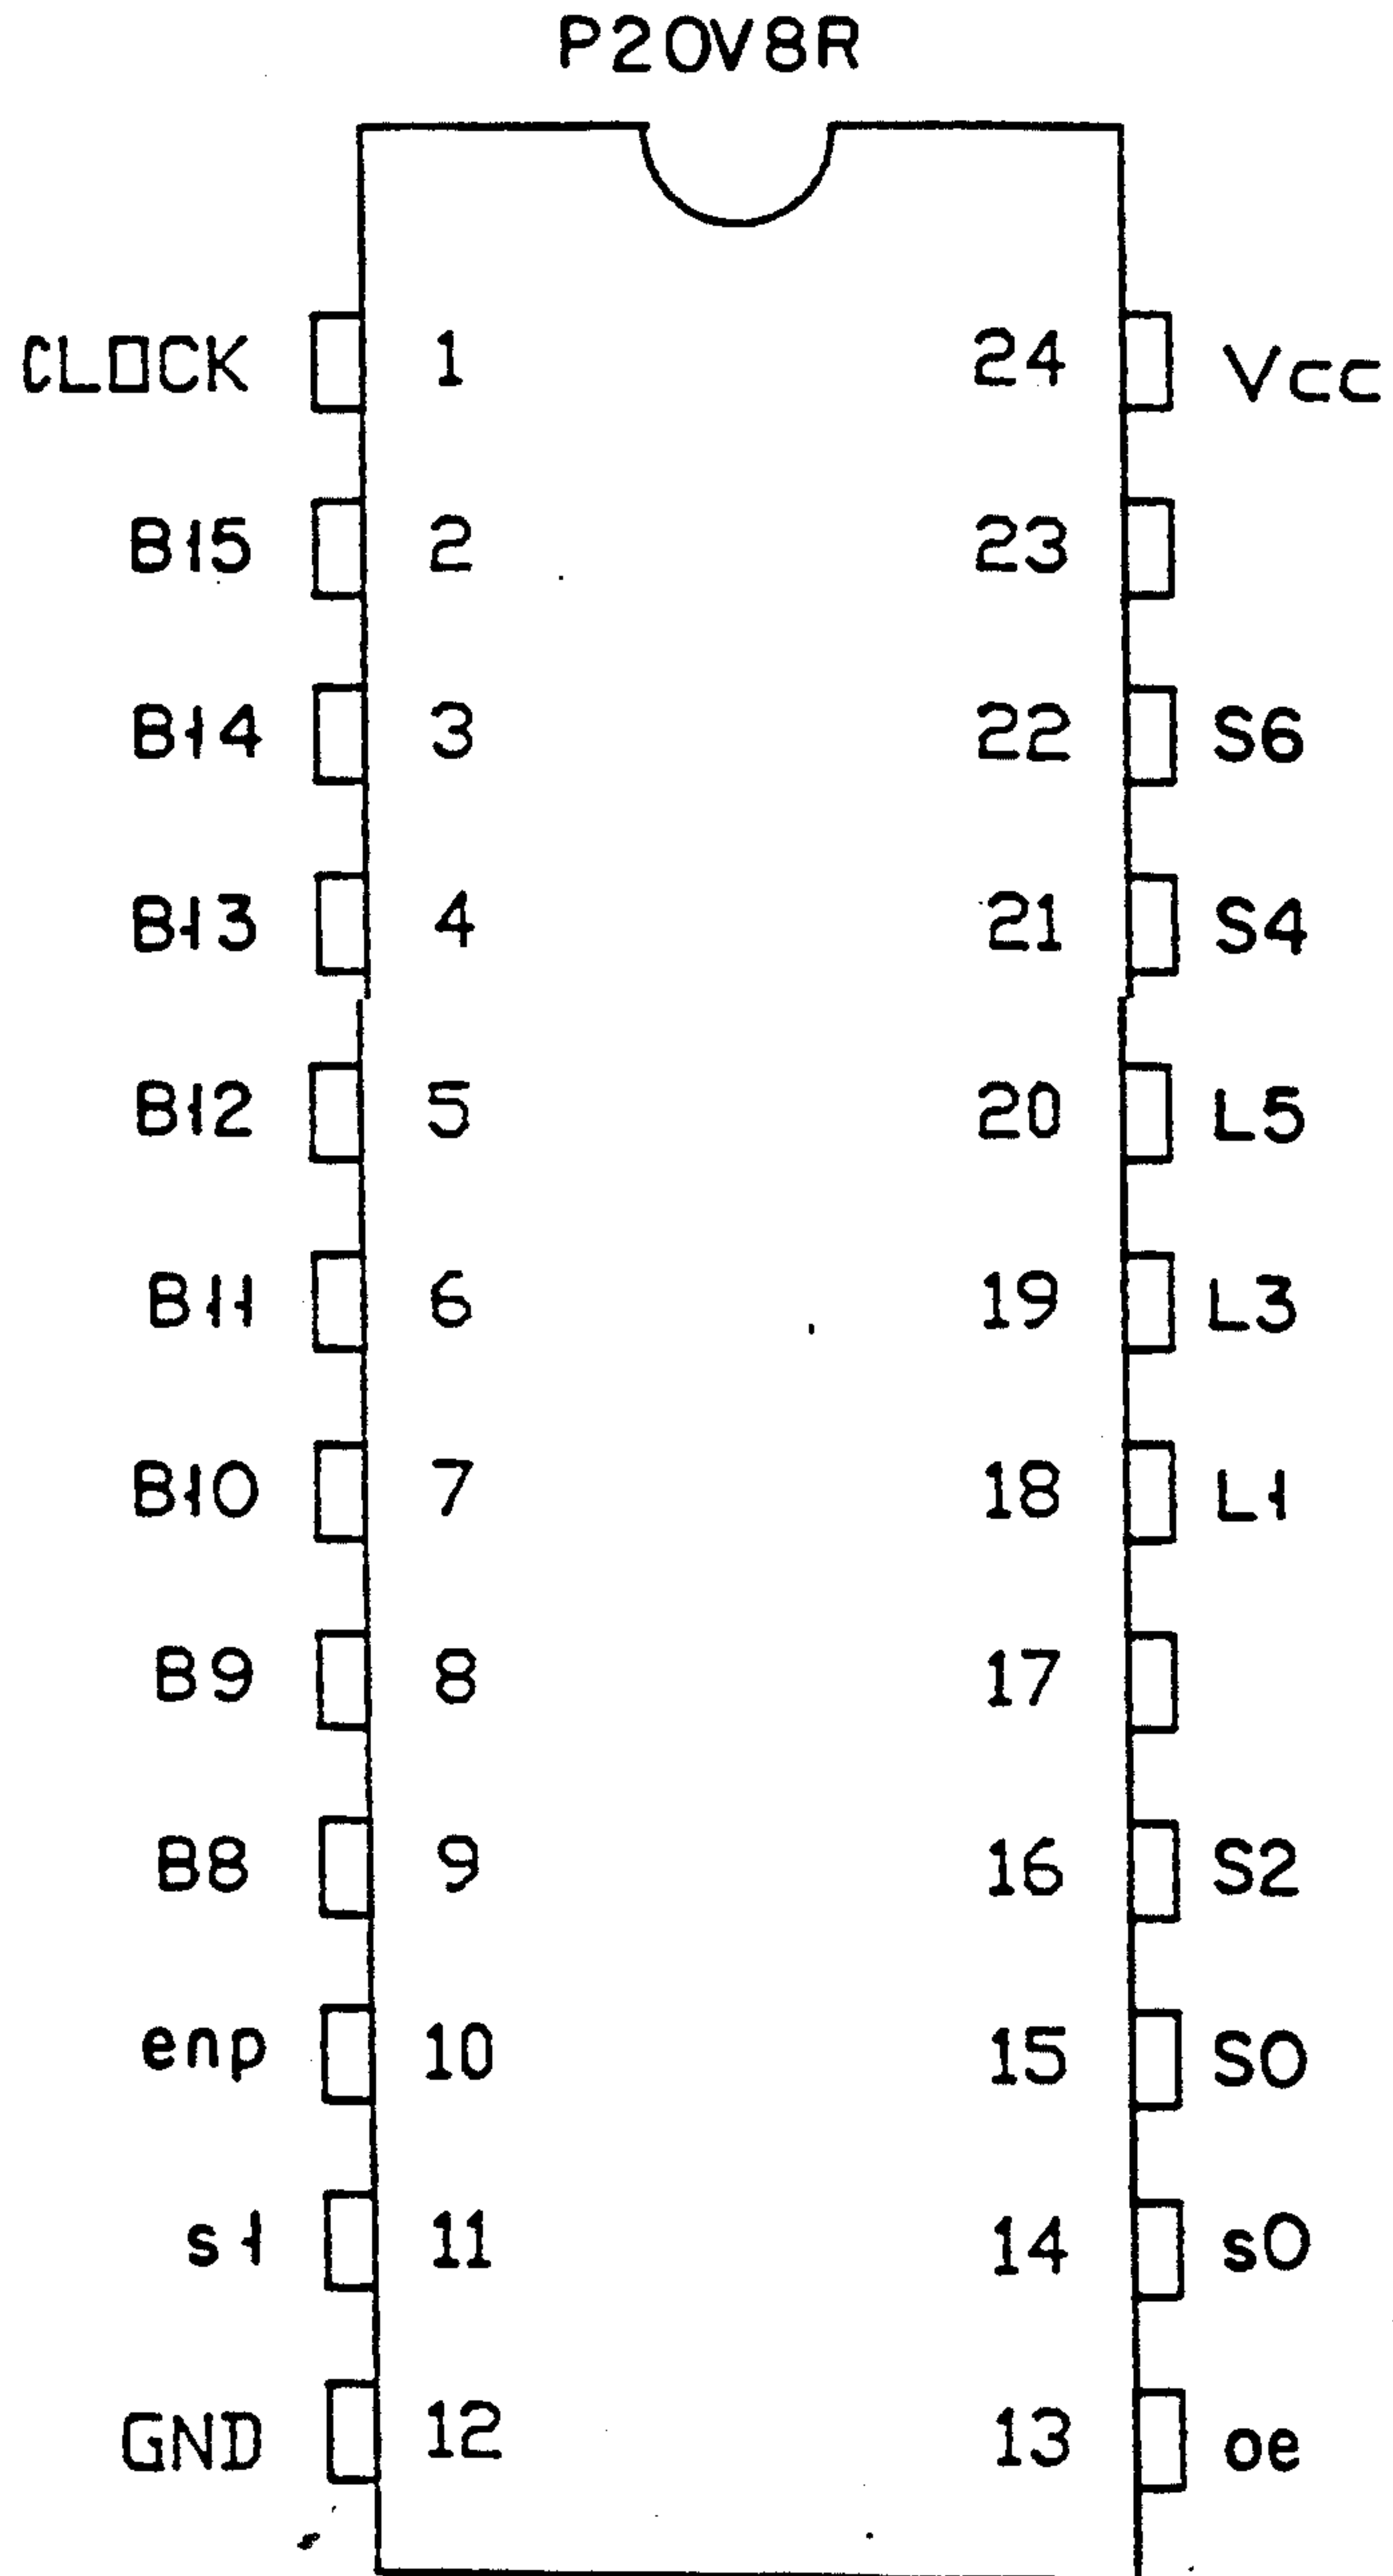 P20V8R
CLOCK 1 24 Vcc
B15 2 23
B14 3 22 S6
B13 4 21 S4
B12 5 20 L5
B11 6 19 L3
B10 7 18 L1
B9 8 17
B8 9 16 S2
enp 10 15 S0
s1 11 14 s0
GND 12 13 oe